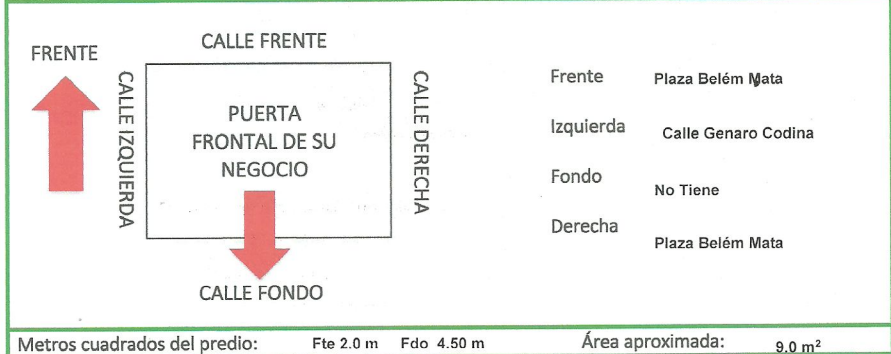 CALLE FRENTE
FRENTE
CALLE IZQUIERDA
PUERTA
FRONTAL DE SU
NEGOCIO
CALLE DERECHA
CALLE FONDO
Frente Plaza Belém Mata
Izquierda Calle Genaro Codina
Fondo No Tiene
Derecha Plaza Belém Mata
Metros cuadrados del predio: Fte 2.0 m Fdo 4.50 m Área aproximada: 9.0 m²